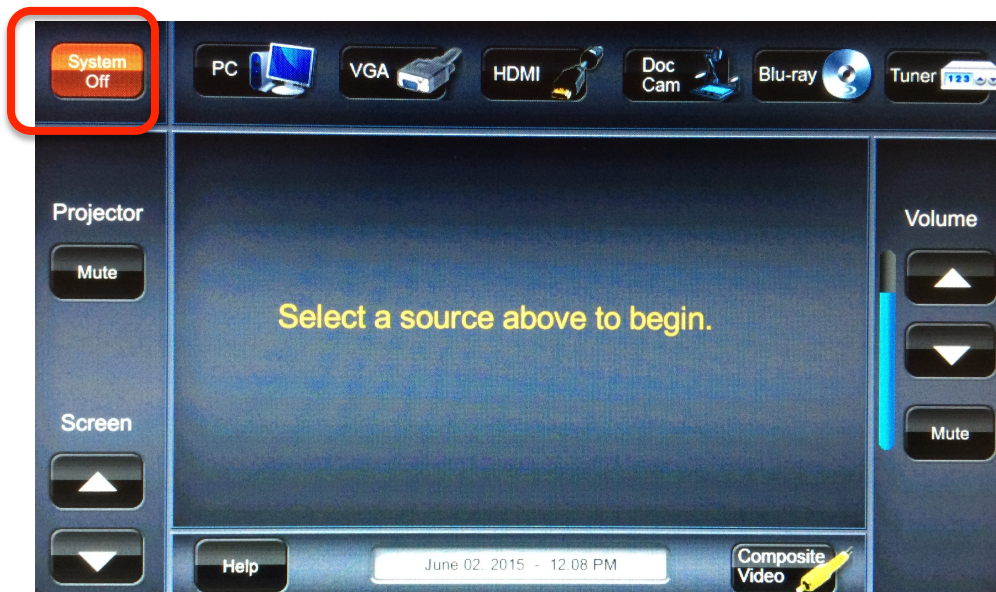 System
Off
PC
VGA
HDMI
Doc
Cam
Blu-ray
Tuner
123
Projector
Mute
Volume
Select a source above to begin.
Screen
Mute
Help
June 02. 2015 - 12.08 PM
Composite
Video